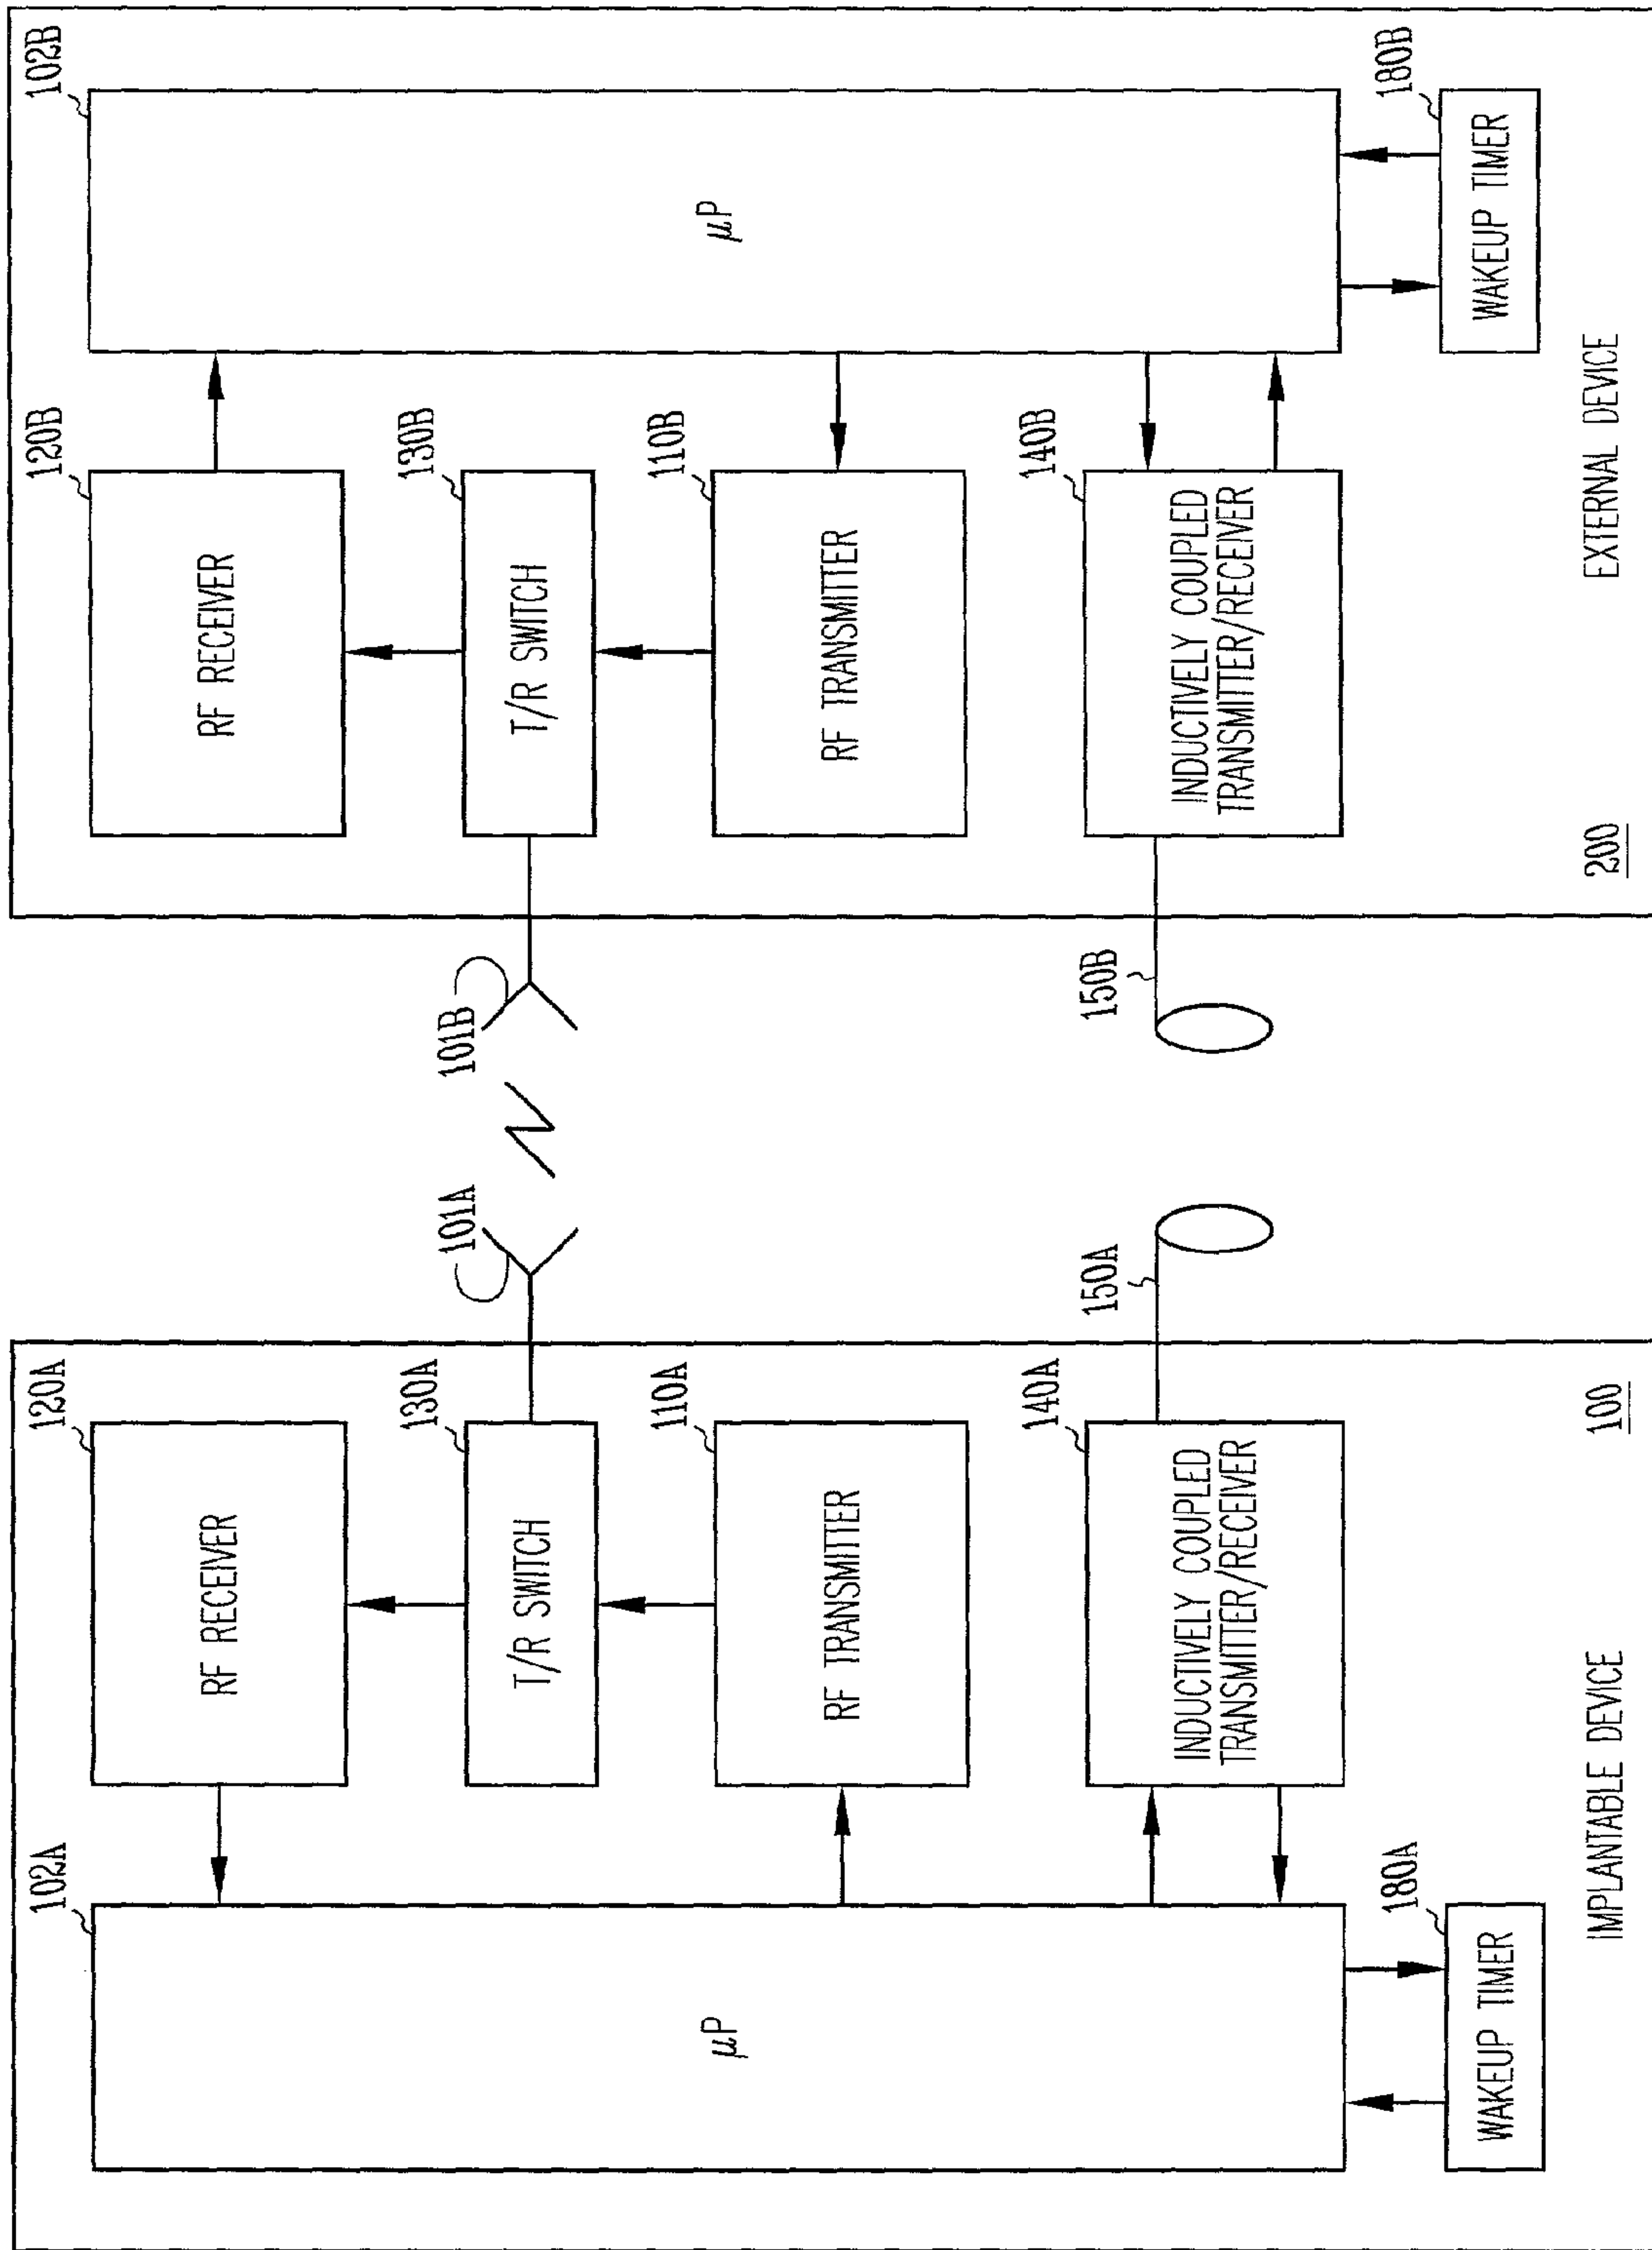 102A
μP
180A
WAKEUP TIMER
120A
RF RECEIVER
130A
T/R SWITCH
110A
RF TRANSMITTER
140A
INDUCTIVELY COUPLED
TRANSMITTER/RECEIVER
IMPLANTABLE DEVICE
100
101A
150A
101B
150B
120B
RF RECEIVER
130B
T/R SWITCH
110B
RF TRANSMITTER
140B
INDUCTIVELY COUPLED
TRANSMITTER/RECEIVER
102B
μP
180B
WAKEUP TIMER
200
EXTERNAL DEVICE